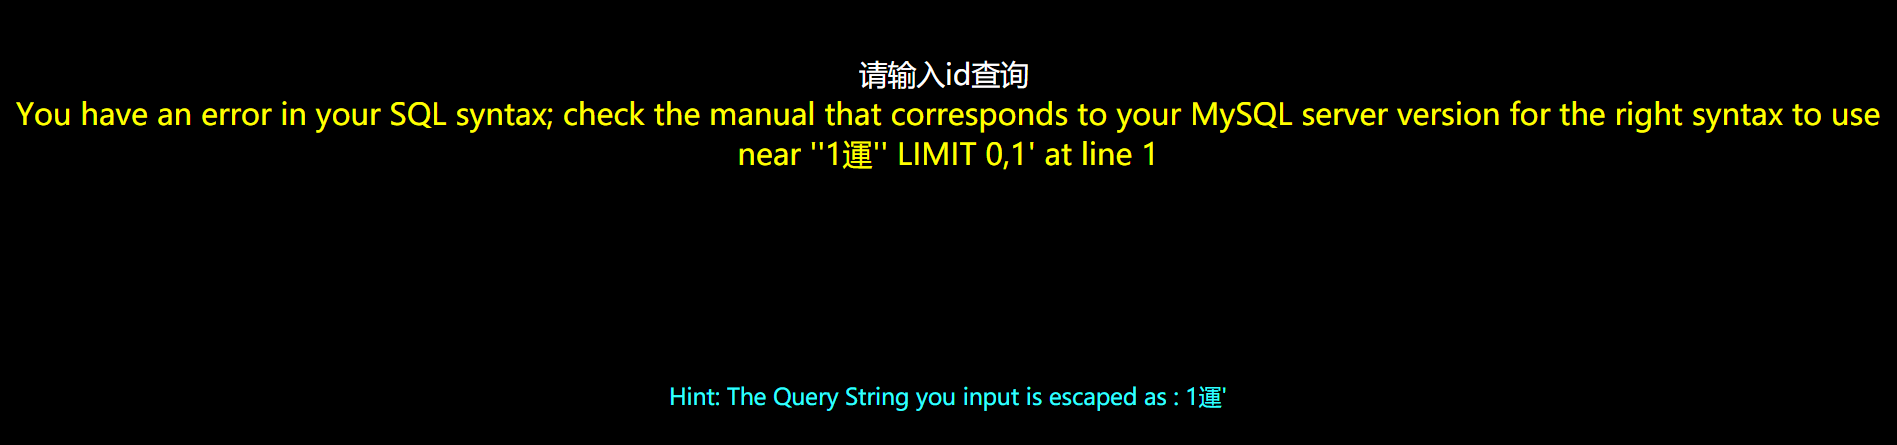 请输入id查询
You have an error in your SQL syntax; check the manual that corresponds to your MySQL server version for the right syntax to use
near ''1運'' LIMIT 0,1' at line 1
Hint: The Query String you input is escaped as : 1運'